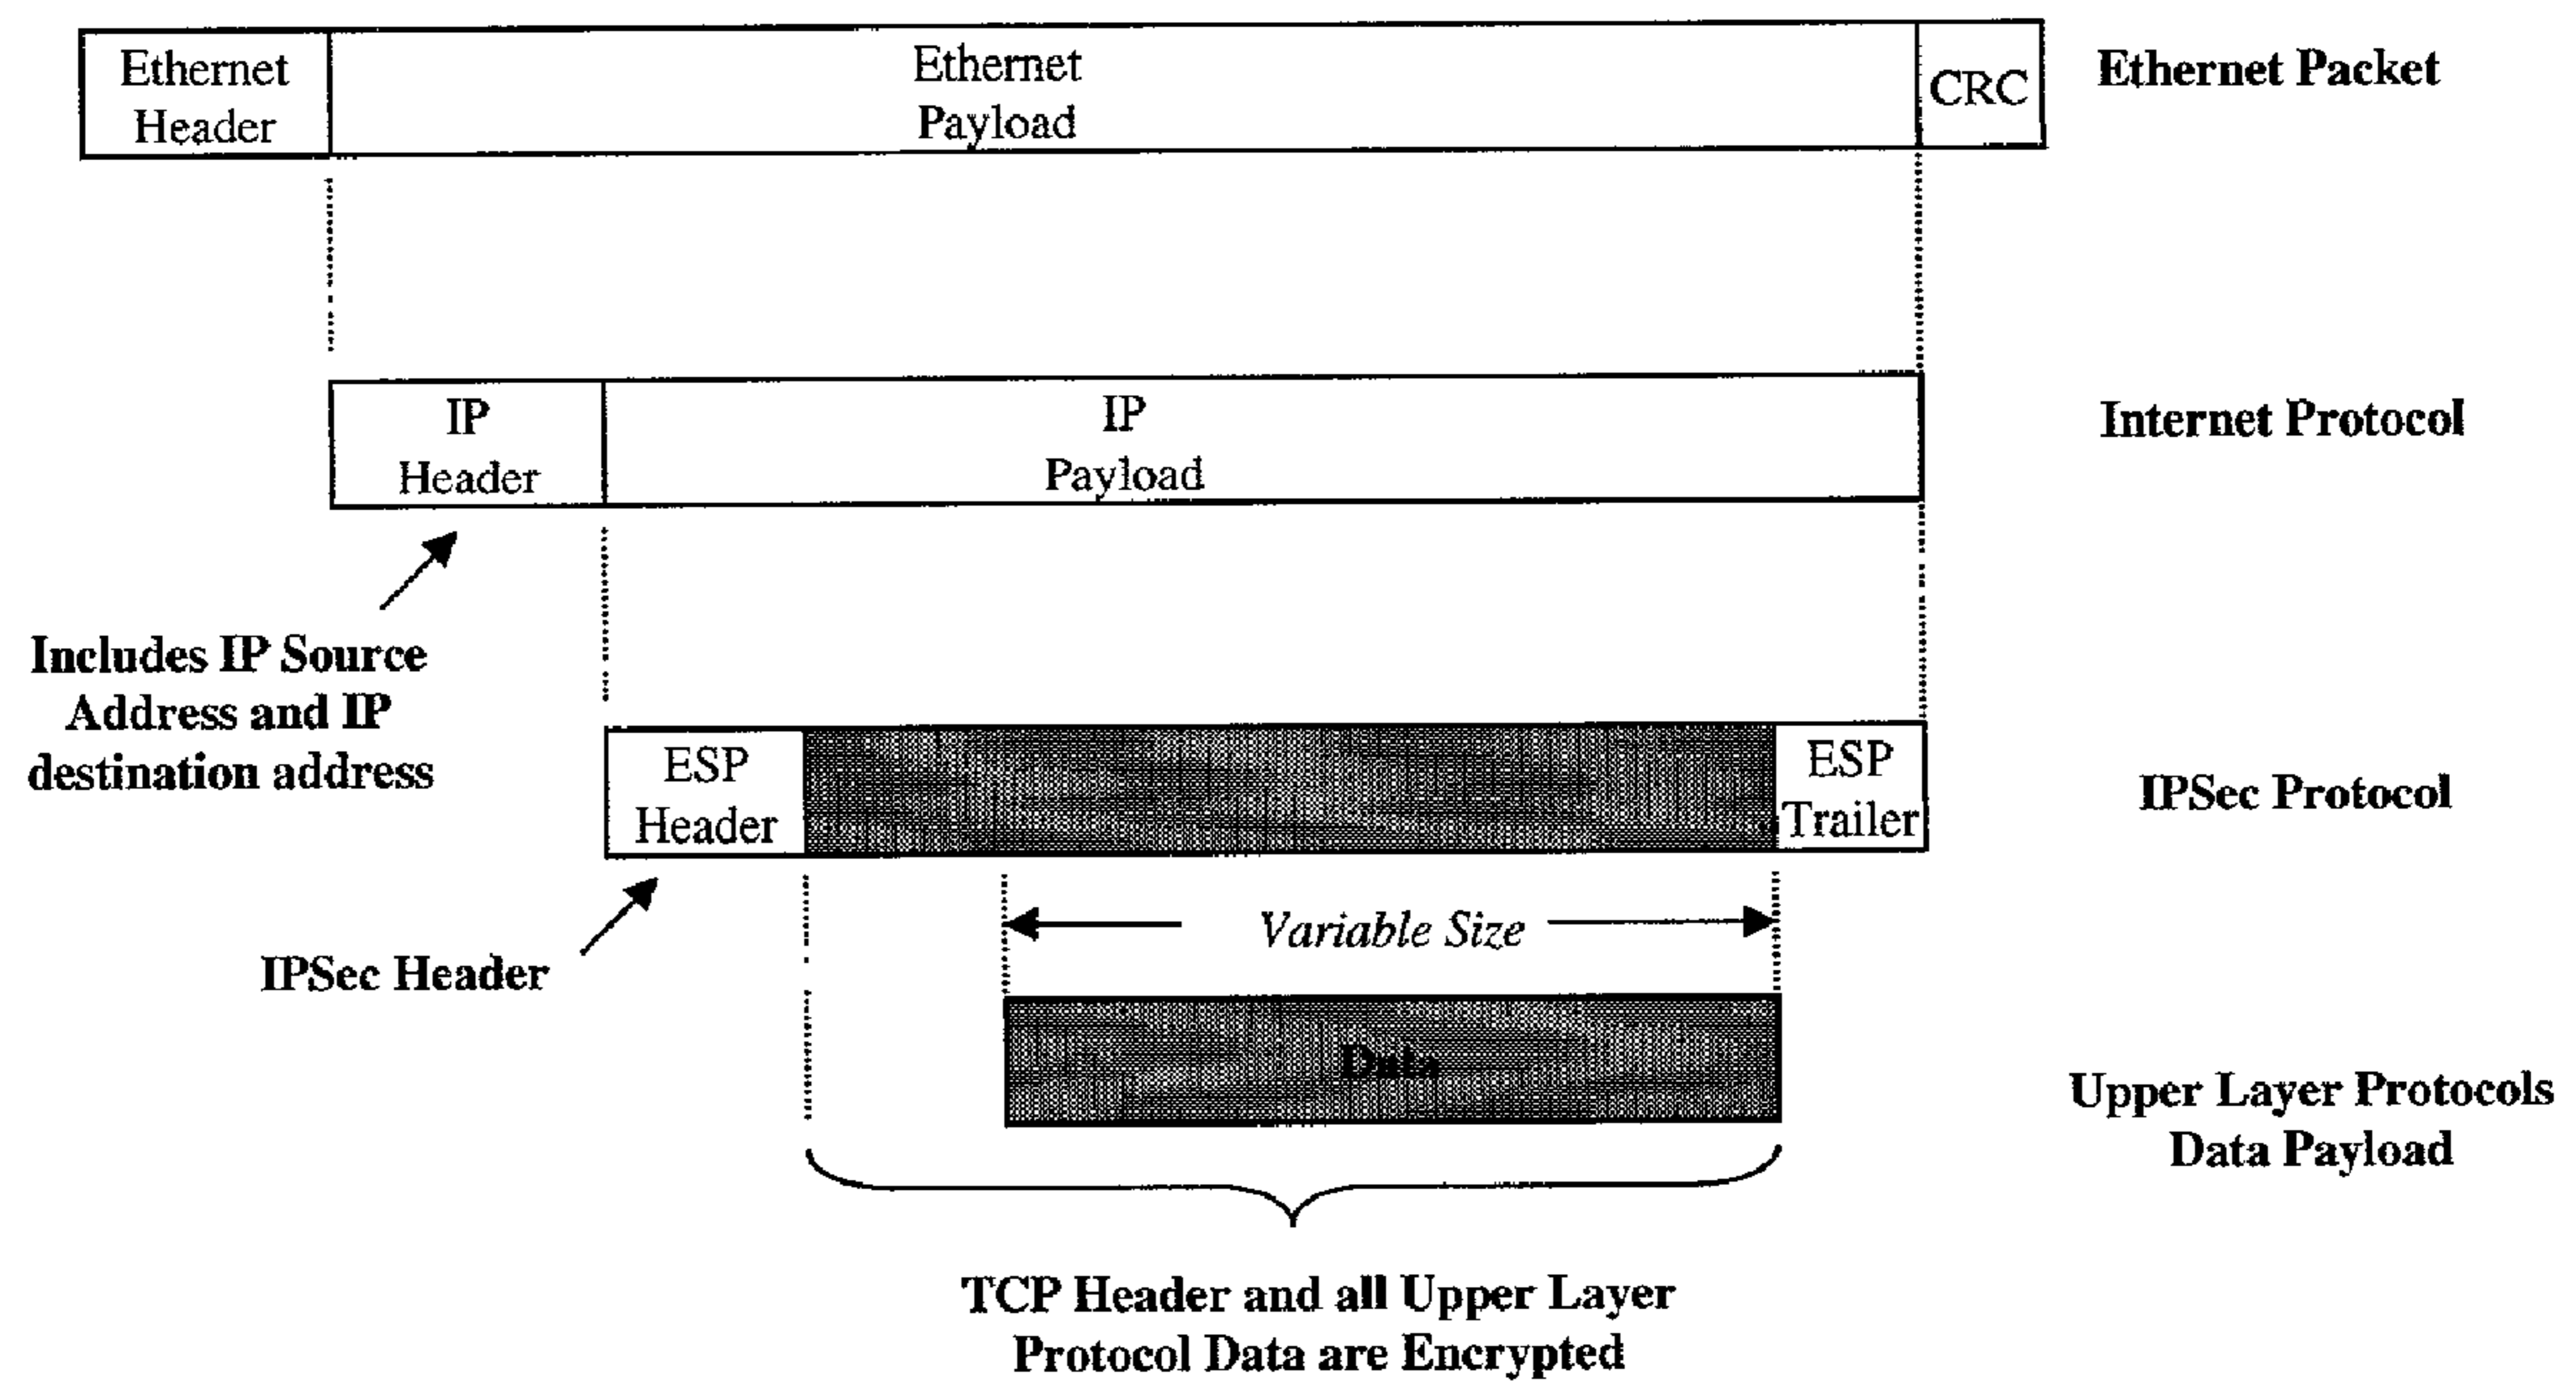 Ethernet
Header
Ethernet
Payload
CRC
Ethernet Packet
IP
Header
IP
Payload
Internet Protocol
Includes IP Source
Address and IP
destination address
ESP
Header
ESP
Trailer
IPSec Protocol
IPSec Header
Variable Size
Data
Upper Layer Protocols
Data Payload
TCP Header and all Upper Layer
Protocol Data are Encrypted